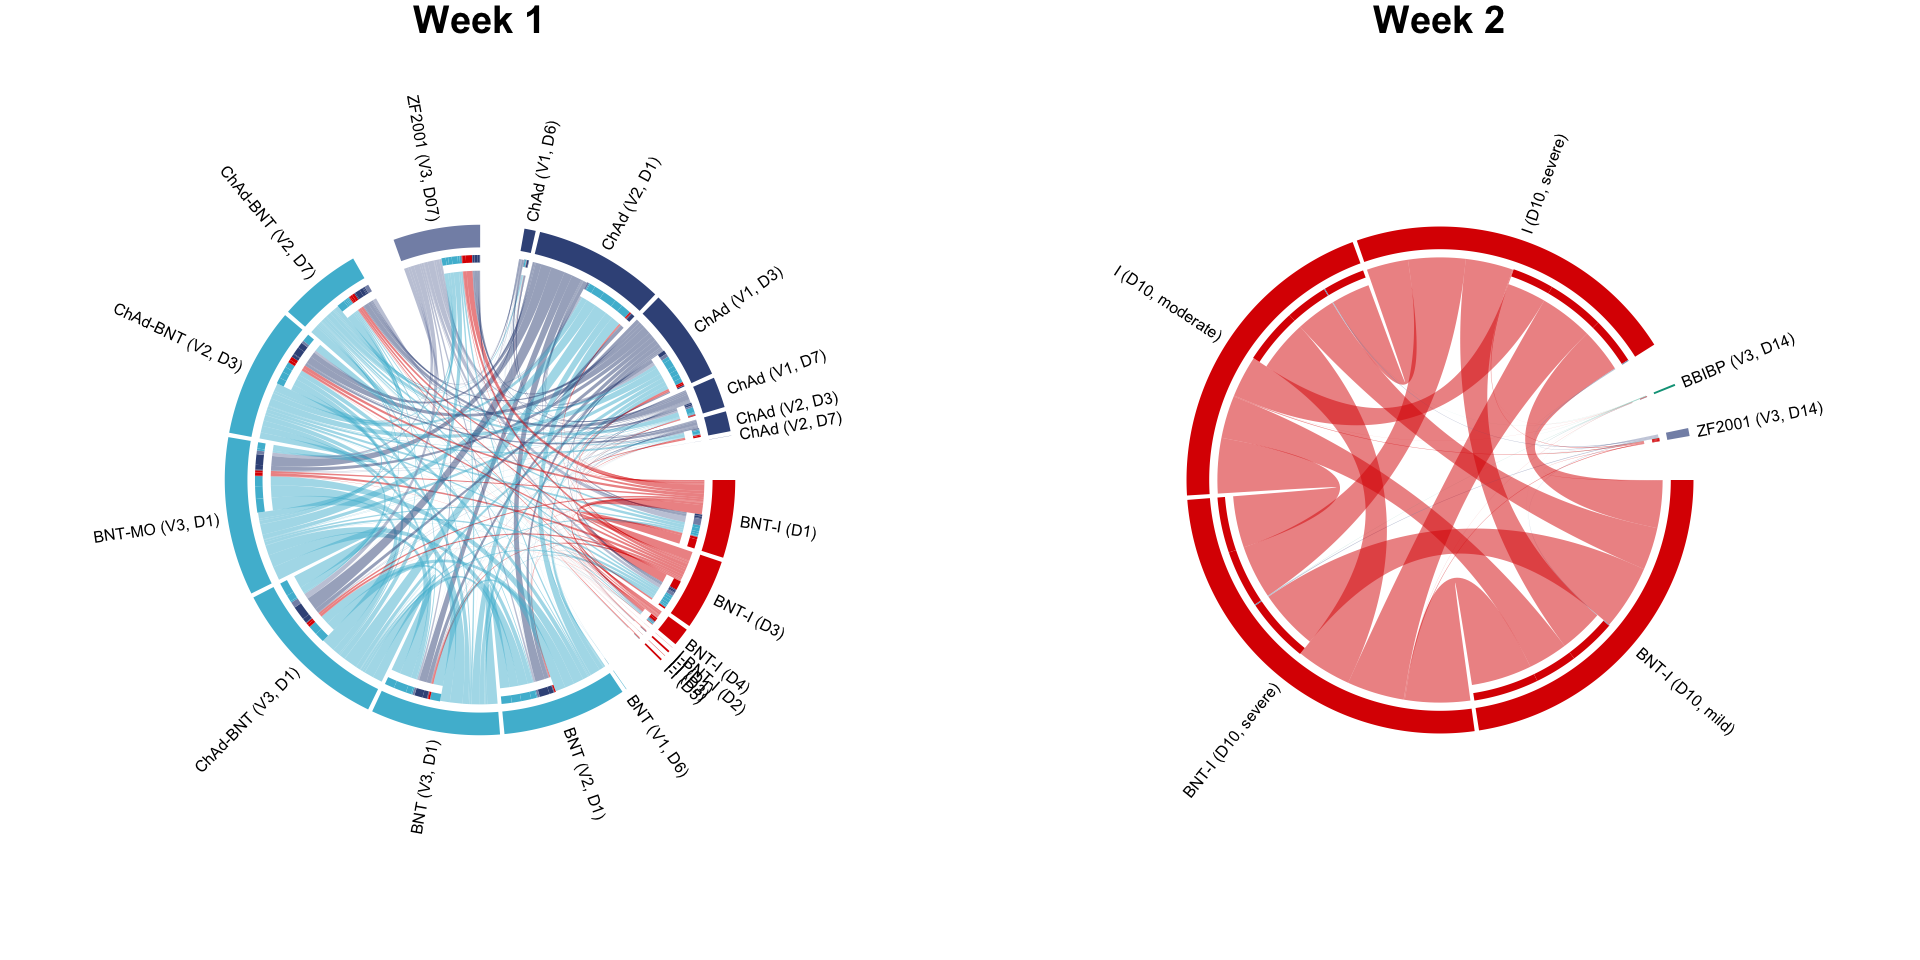 Week 1
ZF2001 (V3, D07)
ChAd (V1, D6)
ChAd (V2, D1)
ChAd (V1, D3)
ChAd (V1, D7)
ChAd (V2, D3)
ChAd (V2, D7)
BNT-I (D1)
BNT-I (D3)
BNT-I (D4)
BNT (V1, D6)
BNT (V2, D1)
BNT (V3, D1)
ChAd-BNT (V3, D1)
BNT-MO (V3, D1)
ChAd-BNT (V2, D3)
ChAd-BNT (V2, D7)
Week 2
I (D10, severe)
BBIBP (V3, D14)
ZF2001 (V3, D14)
BNT-I (D10, mild)
BNT-I (D10, severe)
I (D10, moderate)